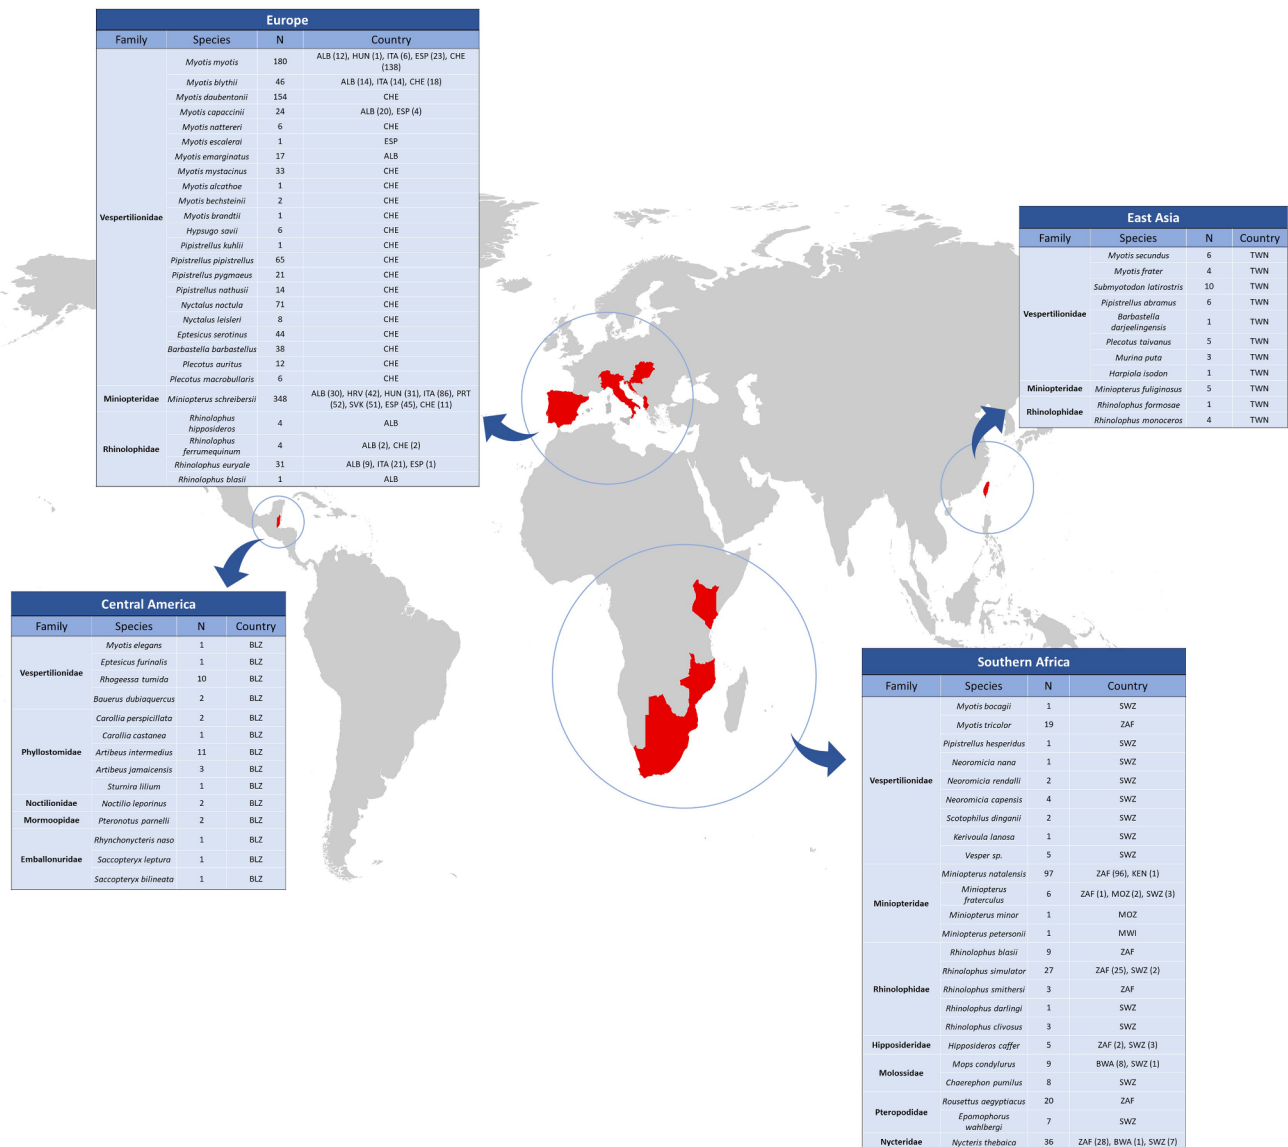 Europe
Family Species N Country
Vespertilionidae
Myotis myotis 180 ALB (12), HUN (1), ITA (6), ESP (23), CHE
(138)
Myotis blythii 46 ALB (14), ITA (14), CHE (18)
Myotis daubentonii 154 CHE
Myotis capaccinii 24 ALB (20), ESP (4)
Myotis nattereri 6 CHE
Myotis escalerai 1 ESP
Myotis emarginatus 17 ALB
Myotis mystacinus 33 CHE
Myotis alcathoe 1 CHE
Myotis bechsteinii 2 CHE
Myotis brandtii 1 CHE
Hypsugo savii 6 CHE
Pipistrellus kuhlii 1 CHE
Pipistrellus pipistrellus 65 CHE
Pipistrellus pygmaeus 21 CHE
Pipistrellus nathusii 14 CHE
Nyctalus noctula 71 CHE
Nyctalus leisleri 8 CHE
Eptesicus serotinus 44 CHE
Barbastella barbastellus 38 CHE
Plecotus auritus 12 CHE
Plecotus macrobullaris 6 CHE
Miniopteridae Miniopterus schreibersii 348 ALB (30), HRV (42), HUN (31), ITA (86), PRT
(52), SVK (51), ESP (45), CHE (11)
Rhinolophidae
Rhinolophus
hipposideros 4 ALB
Rhinolophus
ferrumequinum 4 ALB (2), CHE (2)
Rhinolophus euryale 31 ALB (9), ITA (21), ESP (1)
Rhinolophus blasii 1 ALB
East Asia
Family Species N Country
Vespertilionidae
Myotis secundus 6 TWN
Myotis frater 4 TWN
Submyotodon latirostris 10 TWN
Pipistrellus abramus 6 TWN
Barbastella
darjeelingensis 1 TWN
Plecotus taivanus 5 TWN
Murina puta 3 TWN
Harpiola isodon 1 TWN
Miniopteridae Miniopterus fuliginasus 5 TWN
Rhinolophidae
Rhinolophus formosae 1 TWN
Rhinolophus monoceros 4 TWN
Central America
Family Species N Country
Vespertilionidae
Myotis elegans 1 BLZ
Eptesicus furinalis 1 BLZ
Rhogeessa tumida 10 BLZ
Bauerus dubiaquercus 2 BLZ
Phyllostomidae
Carollia perspicillata 2 BLZ
Carollia castanea 1 BLZ
Artibeus intermedius 11 BLZ
Artibeus jamaicensis 3 BLZ
Sturnira lilium 1 BLZ
Noctilionidae Noctilio leporinus 2 BLZ
Mormoopidae Pteronotus parnelli 2 BLZ
Emballonuridae
Rhynchonycteris naso 1 BLZ
Saccopteryx leptura 1 BLZ
Saccopteryx bilineata 1 BLZ
Southern Africa
Family Species N Country
Vespertilionidae
Myotis bocagii 1 SWZ
Myotis tricolor 19 ZAF
Pipistrellus hesperidus 1 SWZ
Neoromicia nana 1 SWZ
Neoromicia rendalli 2 SWZ
Neoromicia capensis 4 SWZ
Scotophilus dinganii 2 SWZ
Kerivoula lanosa 1 SWZ
Vesper sp. 5 SWZ
Miniopteridae
Miniopterus natalensis 97 ZAF (96), KEN (1)
Miniopterus
fraterculus 6 ZAF (1), MOZ (2), SWZ (3)
Miniopterus minor 1 MOZ
Miniopterus petersonii 1 MWI
Rhinolophidae
Rhinolophus blasii 9 ZAF
Rhinolophus simulator 27 ZAF (25), SWZ (2)
Rhinolophus smithersi 3 ZAF
Rhinolophus darlingi 1 SWZ
Rhinolophus clivosus 3 SWZ
Hipposideridae Hipposideros caffer 5 ZAF (2), SWZ (3)
Molossidae
Mops condylurus 9 BWA (8), SWZ (1)
Chaerephon pumilus 8 SWZ
Pteropodidae
Rousettus aegyptiacus 20 ZAF
Epomophorus
wahlbergi 7 SWZ
Nycteridae Nycteris thebaica 36 ZAF (28), BWA (1), SWZ (7)